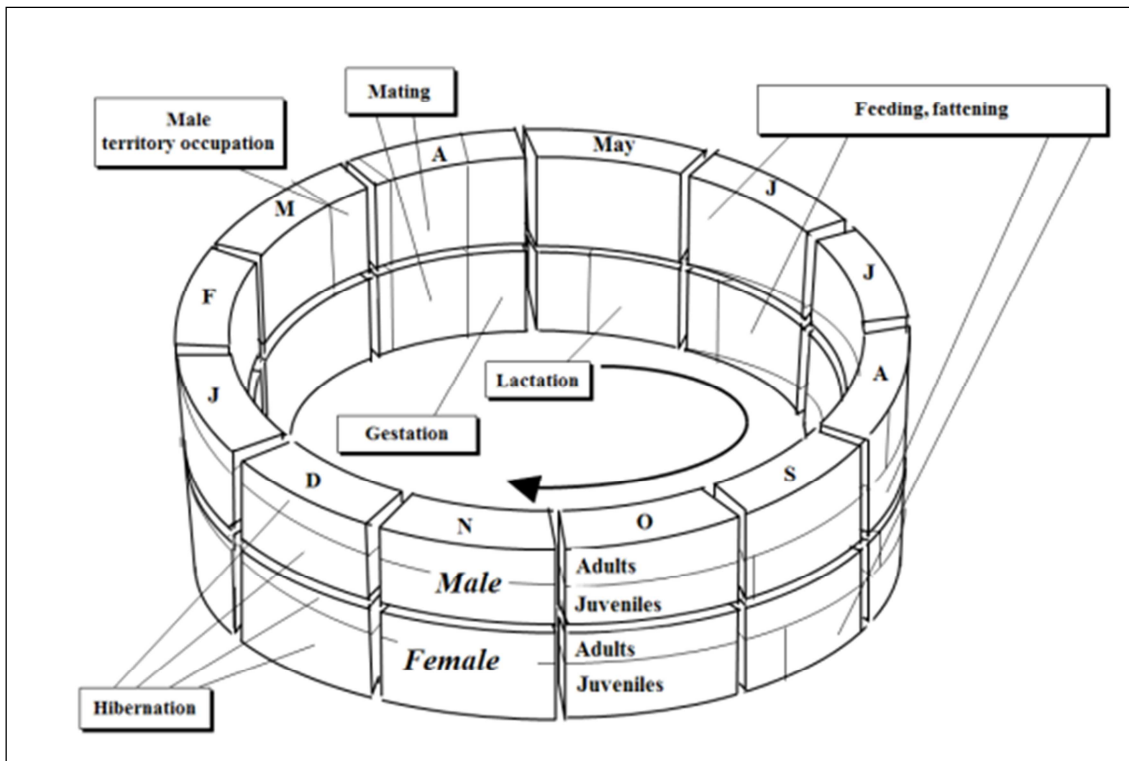 Mating
Male
territory occupation
Feeding, fattening
A
May
J
M
J
F
J
A
Lactation
Gestation
D
S
N
O
Male
Adults
Juveniles
Female
Adults
Juveniles
Hibernation